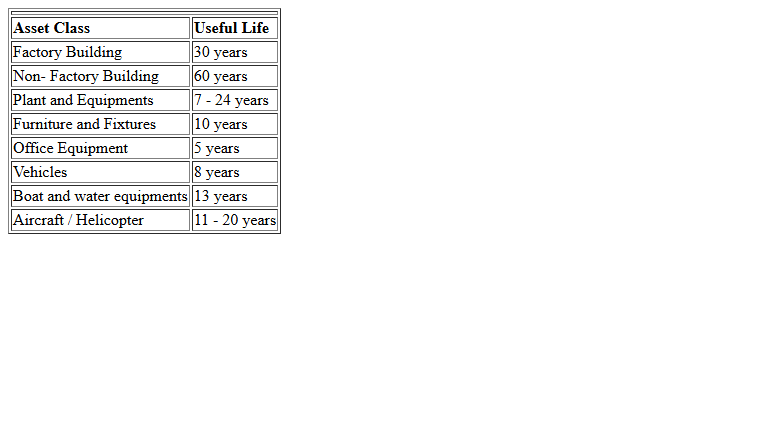 Asset Class Useful Life
Factory Building 30 years
Non- Factory Building 60 years
Plant and Equipments 7 - 24 years
Furniture and Fixtures 10 years
Office Equipment 5 years
Vehicles 8 years
Boat and water equipments 13 years
Aircraft / Helicopter 11 - 20 years